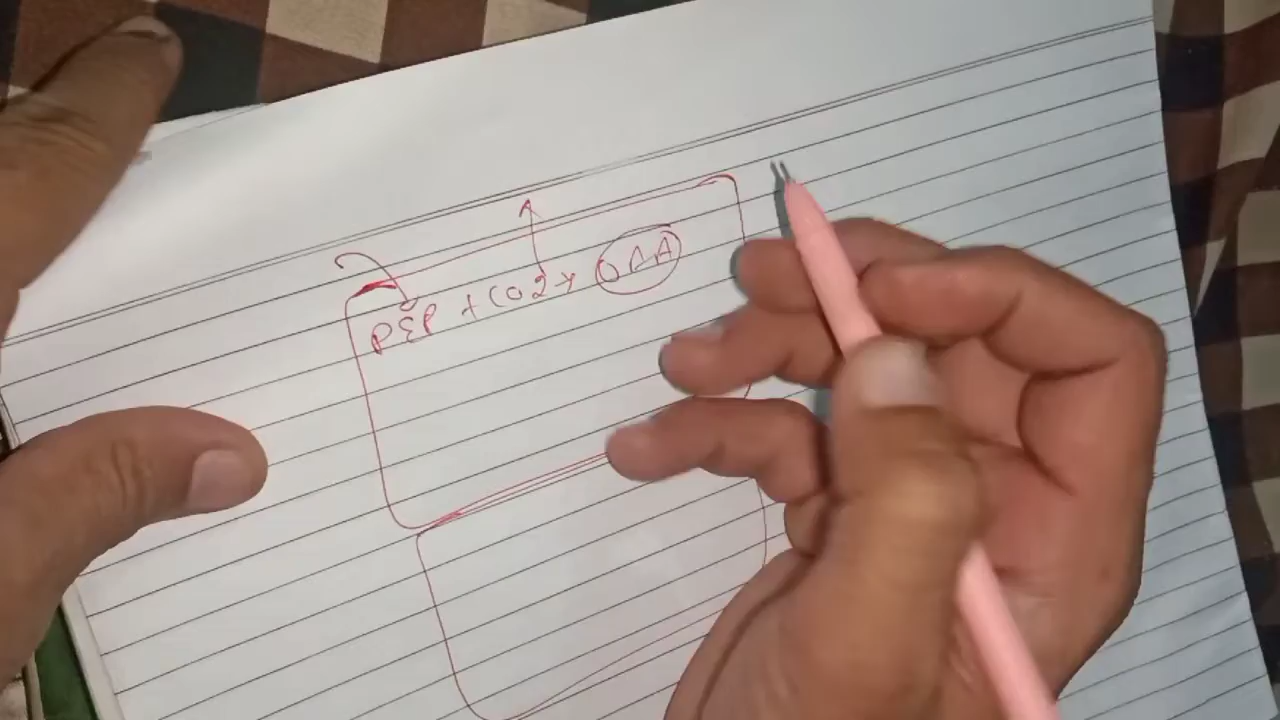 PEP + CO2 → OAA